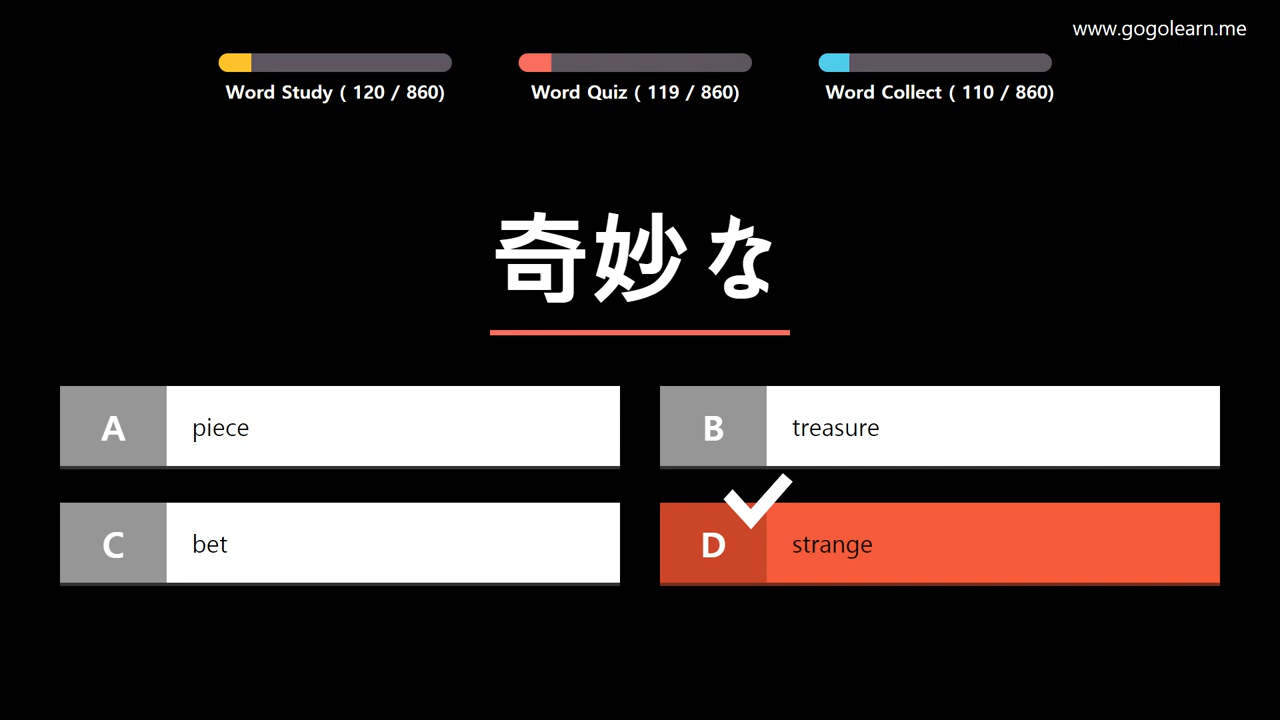 www.gogolearn.me
Word Study ( 120 / 860)
Word Quiz ( 119 / 860)
Word Collect ( 110 / 860)
奇妙な
A piece
B treasure
C bet
D strange